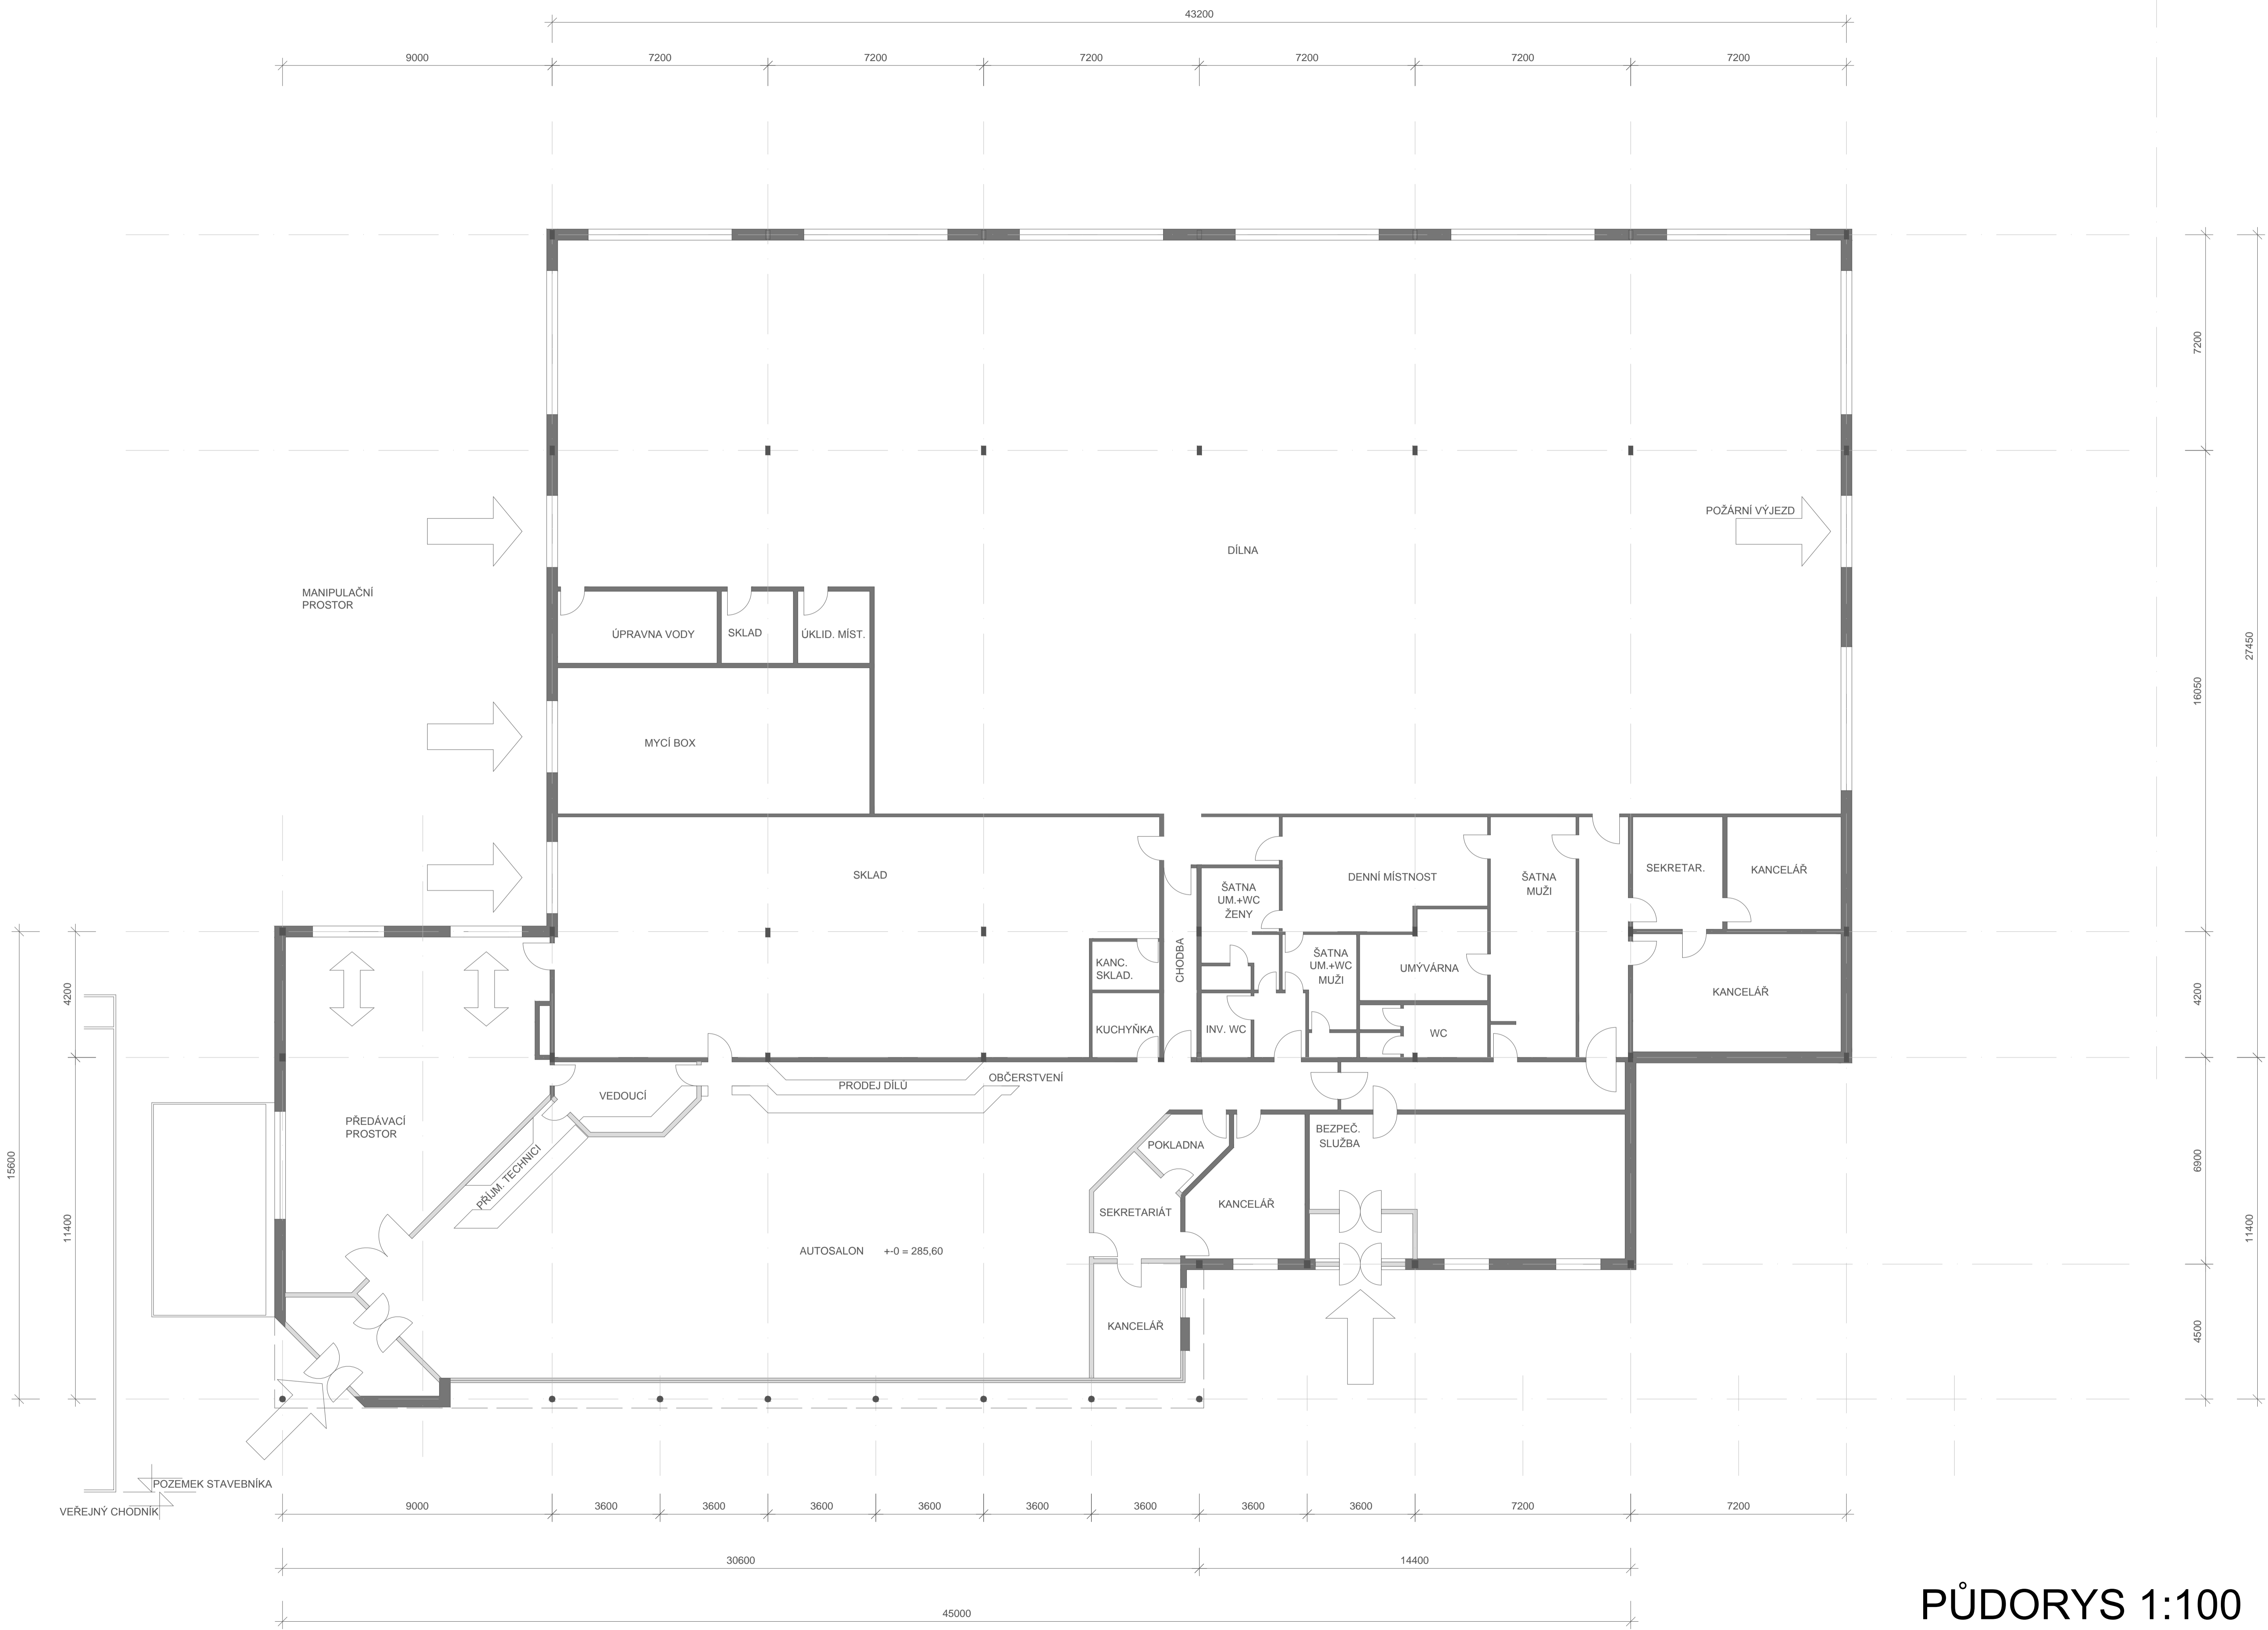 43200
9000
7200
7200
7200
7200
7200
7200
7200
POŽÁRNÍ VÝJEZD
DÍLNA
MANIPULAČNÍ
PROSTOR
ÚPRAVNA VODY
SKLAD
ÚKLID. MÍST.
27450
16050
MYCÍ BOX
SKLAD
DENNÍ MÍSTNOST
ŠATNA
MUŽI
SEKRETAR.
KANCELÁŘ
ŠATNA
UM.+WC
ŽENY
CHODBA
KANC.
SKLAD.
ŠATNA
UM.+WC
MUŽI
UMÝVÁRNA
KANCELÁŘ
4200
4200
KUCHYŇKA
INV. WC
WC
OBČERSTVENÍ
PRODEJ DÍLŮ
VEDOUCÍ
PŘEDÁVACÍ
PROSTOR
BEZPEČ.
SLUŽBA
POKLADNA
15600
6900
PŘÍJM. TECHNICI
SEKRETARIÁT
KANCELÁŘ
11400
11400
AUTOSALON +-0 = 285,60
KANCELÁŘ
4500
POZEMEK STAVEBNÍKA
VEŘEJNÝ CHODNÍK
9000
3600
3600
3600
3600
3600
3600
3600
3600
7200
7200
30600
14400
45000
PŮDORYS 1:100